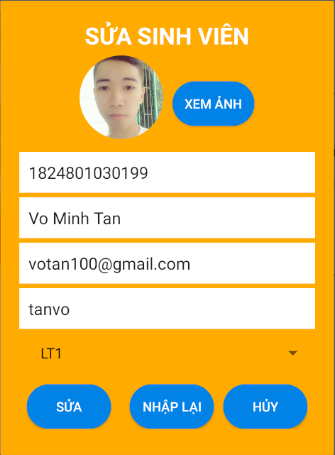 SỬA SINH VIÊN
XEM ẢNH
1824801030199
Vo Minh Tan
votan100@gmail.com
tanvo
LT1
SỬA NHẬP LẠI HỦY